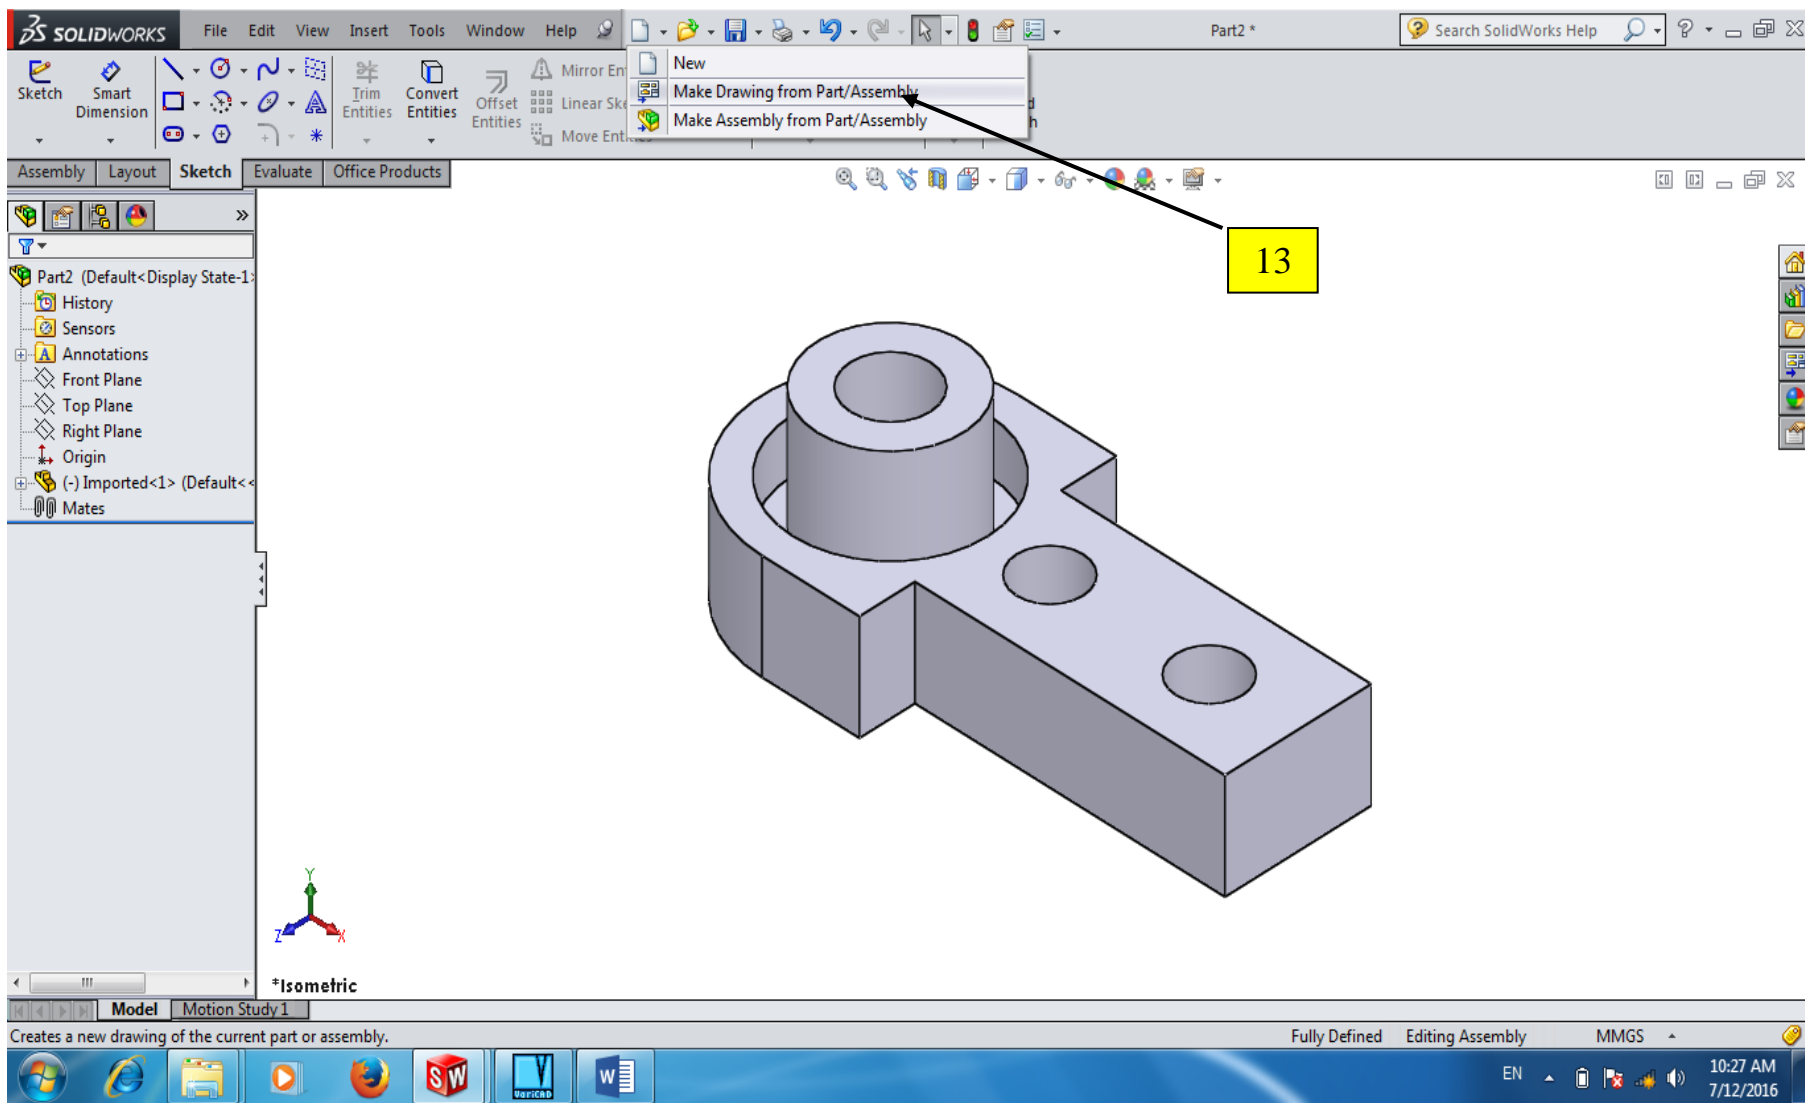 SOLIDWORKS File Edit View Insert Tools Window Help Part2 * Search SolidWorks Help ?
New
Make Drawing from Part/Assembly
Make Assembly from Part/Assembly
Sketch Smart Dimension Trim Entities Convert Entities Offset Entities
Mirror En
Linear Ske
Move Entities
Assembly Layout Sketch Evaluate Office Products
13
Part2 (Default<Display State-1>
History
Sensors
Annotations
Front Plane
Top Plane
Right Plane
Origin
(-) Imported<1> (Default<<
Mates
Y
Z X
*Isometric
Model Motion Study 1
Creates a new drawing of the current part or assembly. Fully Defined Editing Assembly MMGS
SW VariCAD W EN 10:27 AM
7/12/2016